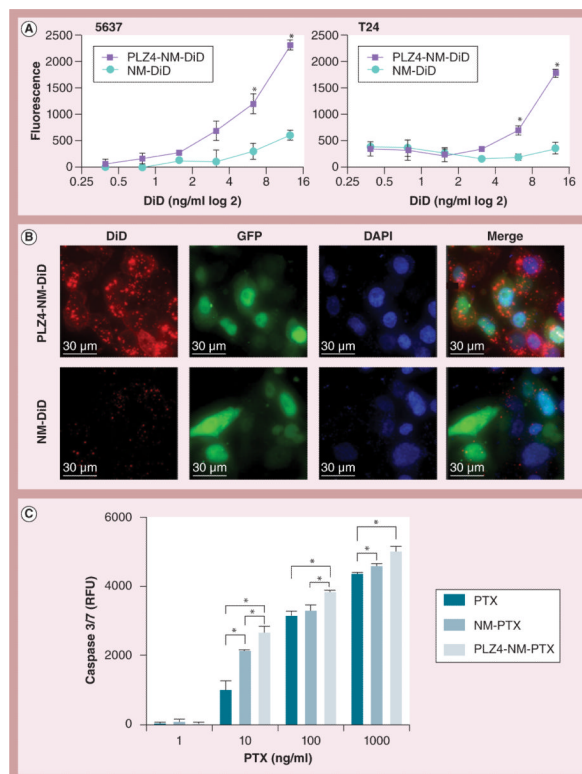 A
5637
T24
PLZ4-NM-DiD
NM-DiD
PLZ4-NM-DiD
NM-DiD
Fluorescence
2500
2000
1500
1000
500
0
2500
2000
1500
1000
500
0
*
*
*
*
0.25 0.5 1 2 4 8 16
0.25 0.5 1 2 4 8 16
DiD (ng/ml log 2)
DiD (ng/ml log 2)
B
DiD GFP DAPI Merge
PLZ4-NM-DiD
30 µm 30 µm 30 µm 30 µm
NM-DiD
30 µm 30 µm 30 µm 30 µm
C
Caspase 3/7 (RFU)
6000
4000
2000
0
*
*
*
*
*
*
*
PTX
NM-PTX
PLZ4-NM-PTX
1 10 100 1000
PTX (ng/ml)